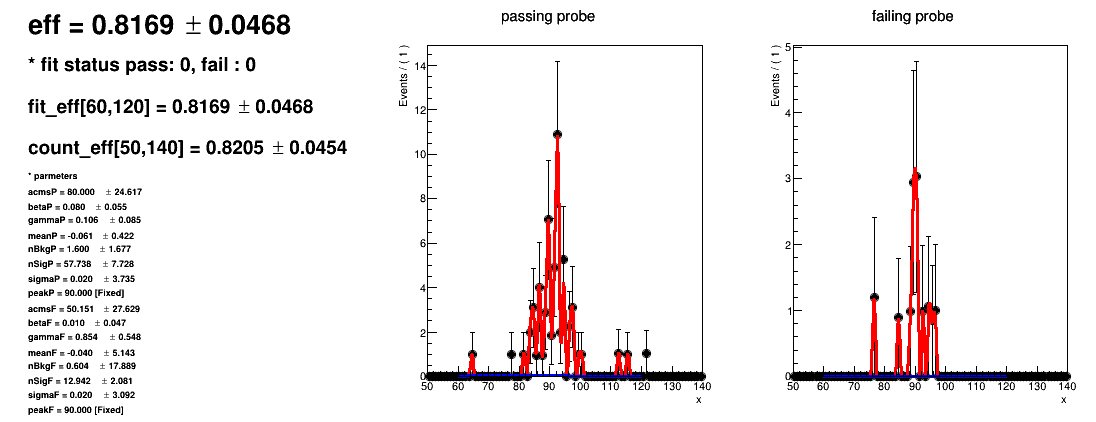 eff = 0.8169 ± 0.0468
* fit status pass: 0, fail : 0
fit_eff[60,120] = 0.8169 ± 0.0468
count_eff[50,140] = 0.8205 ± 0.0454
* parmeters
acmsP = 80.000 ± 24.617
betaP = 0.080 ± 0.055
gammaP = 0.106 ± 0.085
meanP = -0.061 ± 0.422
nBkgP = 1.600 ± 1.677
nSigP = 57.738 ± 7.728
sigmaP = 0.020 ± 3.735
peakP = 90.000 [Fixed]
acmsF = 50.151 ± 27.629
betaF = 0.010 ± 0.047
gammaF = 0.854 ± 0.548
meanF = -0.040 ± 5.143
nBkgF = 0.604 ± 17.889
nSigF = 12.942 ± 2.081
sigmaF = 0.020 ± 3.092
peakF = 90.000 [Fixed]
passing probe
Events / ( 1 )
14
12
10
8
6
4
2
0
50 60 70 80 90 100 110 120 130 140
x
failing probe
Events / ( 1 )
5
4
3
2
1
0
50 60 70 80 90 100 110 120 130 140
x